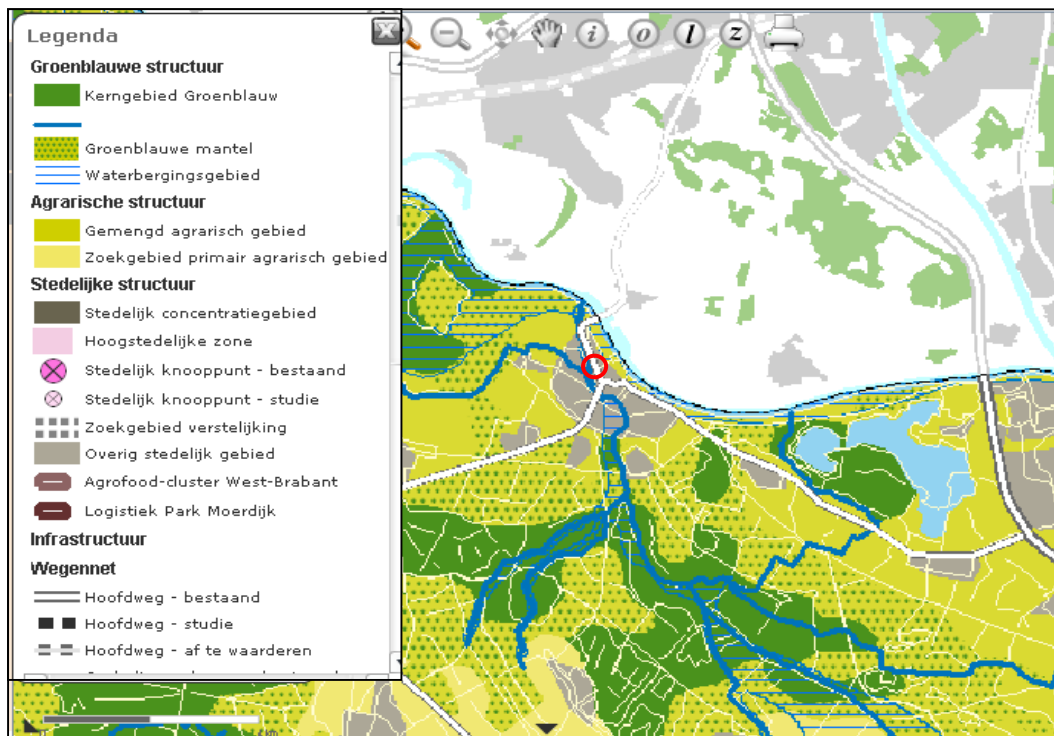 Legenda
i o l z
Groenblauwe structuur
Kerngebied Groenblauw
Groenblauwe mantel
Waterbergingsgebied
Agrarische structuur
Gemengd agrarisch gebied
Zoekgebied primair agrarisch gebied
Stedelijke structuur
Stedelijk concentratiegebied
Hoogstedelijke zone
Stedelijk knooppunt - bestaand
Stedelijk knooppunt - studie
Zoekgebied verstelijking
Overig stedelijk gebied
Agrofood-cluster West-Brabant
Logistiek Park Moerdijk
Infrastructuur
Wegennet
Hoofdweg - bestaand
Hoofdweg - studie
Hoofdweg - af te waarderen